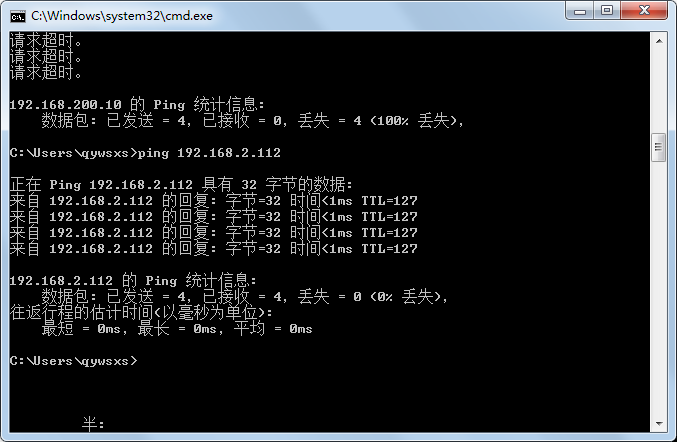 C:\Windows\system32\cmd.exe
请求超时。
请求超时。
请求超时。
192.168.200.10 的 Ping 统计信息:
数据包: 已发送 = 4, 已接收 = 0, 丢失 = 4 (100% 丢失),
C:\Users\qywsxs>ping 192.168.2.112
正在 Ping 192.168.2.112 具有 32 字节的数据:
来自 192.168.2.112 的回复: 字节=32 时间<1ms TTL=127
来自 192.168.2.112 的回复: 字节=32 时间<1ms TTL=127
来自 192.168.2.112 的回复: 字节=32 时间<1ms TTL=127
来自 192.168.2.112 的回复: 字节=32 时间<1ms TTL=127
192.168.2.112 的 Ping 统计信息:
数据包: 已发送 = 4, 已接收 = 4, 丢失 = 0 (0% 丢失),
往返行程的估计时间(以毫秒为单位):
最短 = 0ms, 最长 = 0ms, 平均 = 0ms
C:\Users\qywsxs>
半: